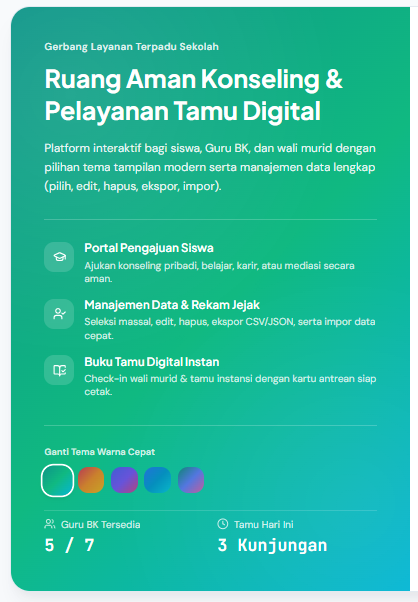 Gerbang Layanan Terpadu Sekolah
Ruang Aman Konseling &
Pelayanan Tamu Digital
Platform interaktif bagi siswa, Guru BK, dan wali murid dengan
pilihan tema tampilan modern serta manajemen data lengkap
(pilih, edit, hapus, ekspor, impor).
Portal Pengajuan Siswa
Ajukan konseling pribadi, belajar, karir, atau mediasi secara
aman.
Manajemen Data & Rekam Jejak
Seleksi massal, edit, hapus, ekspor CSV/JSON, serta impor data
cepat.
Buku Tamu Digital Instan
Check-in wali murid & tamu instansi dengan kartu antrean siap
cetak.
Ganti Tema Warna Cepat
Guru BK Tersedia
5 / 7
Tamu Hari Ini
3 Kunjungan